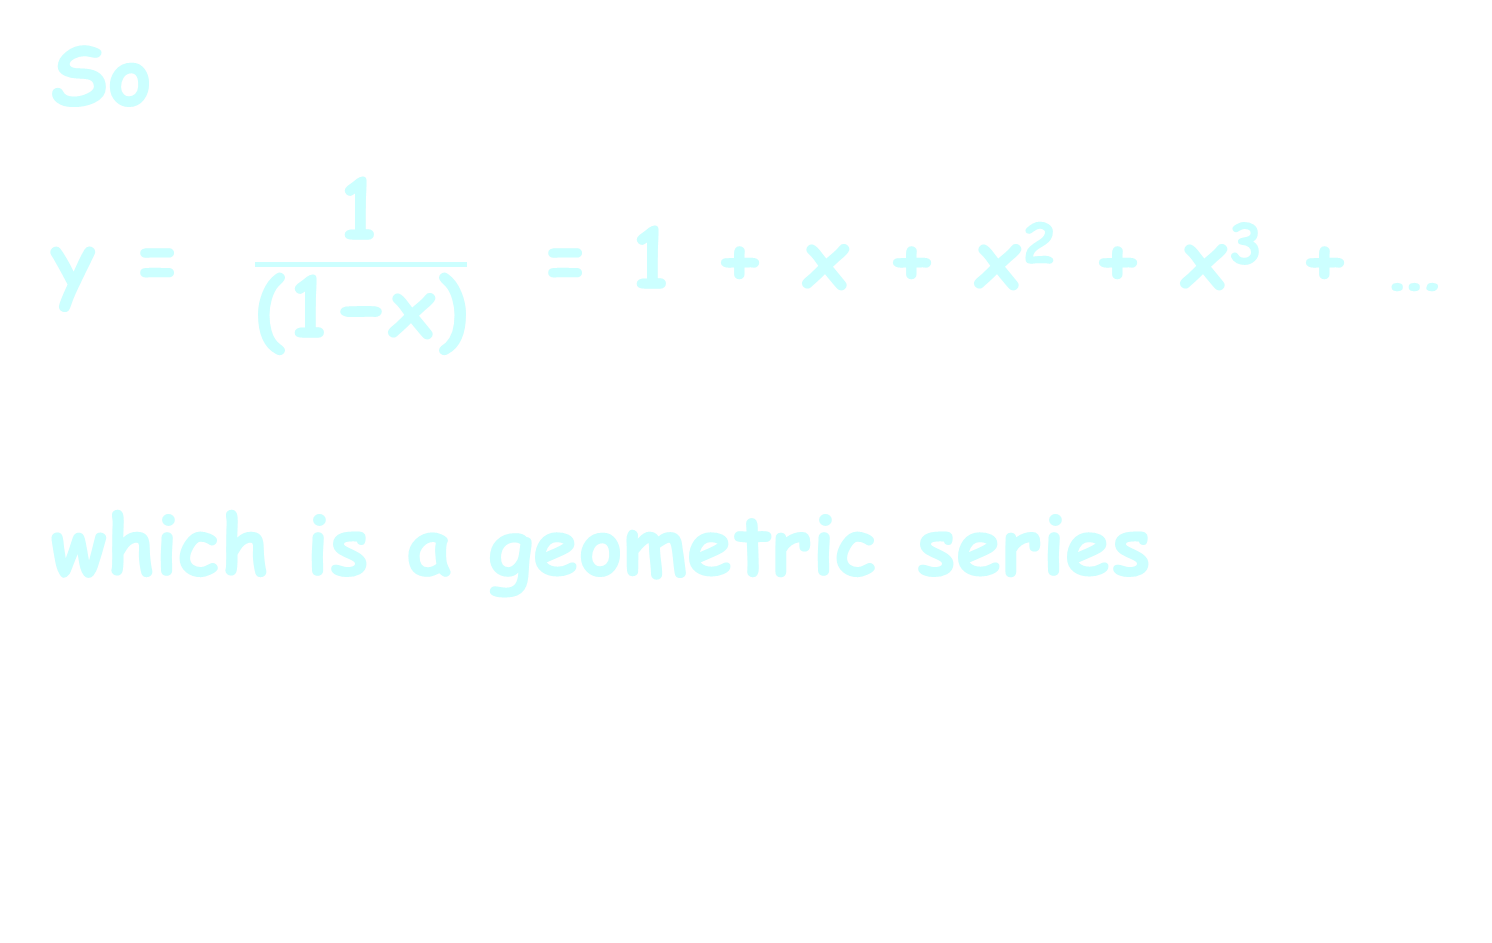 So
y = 1/(1-x) = 1 + x + x² + x³ + …
which is a geometric series